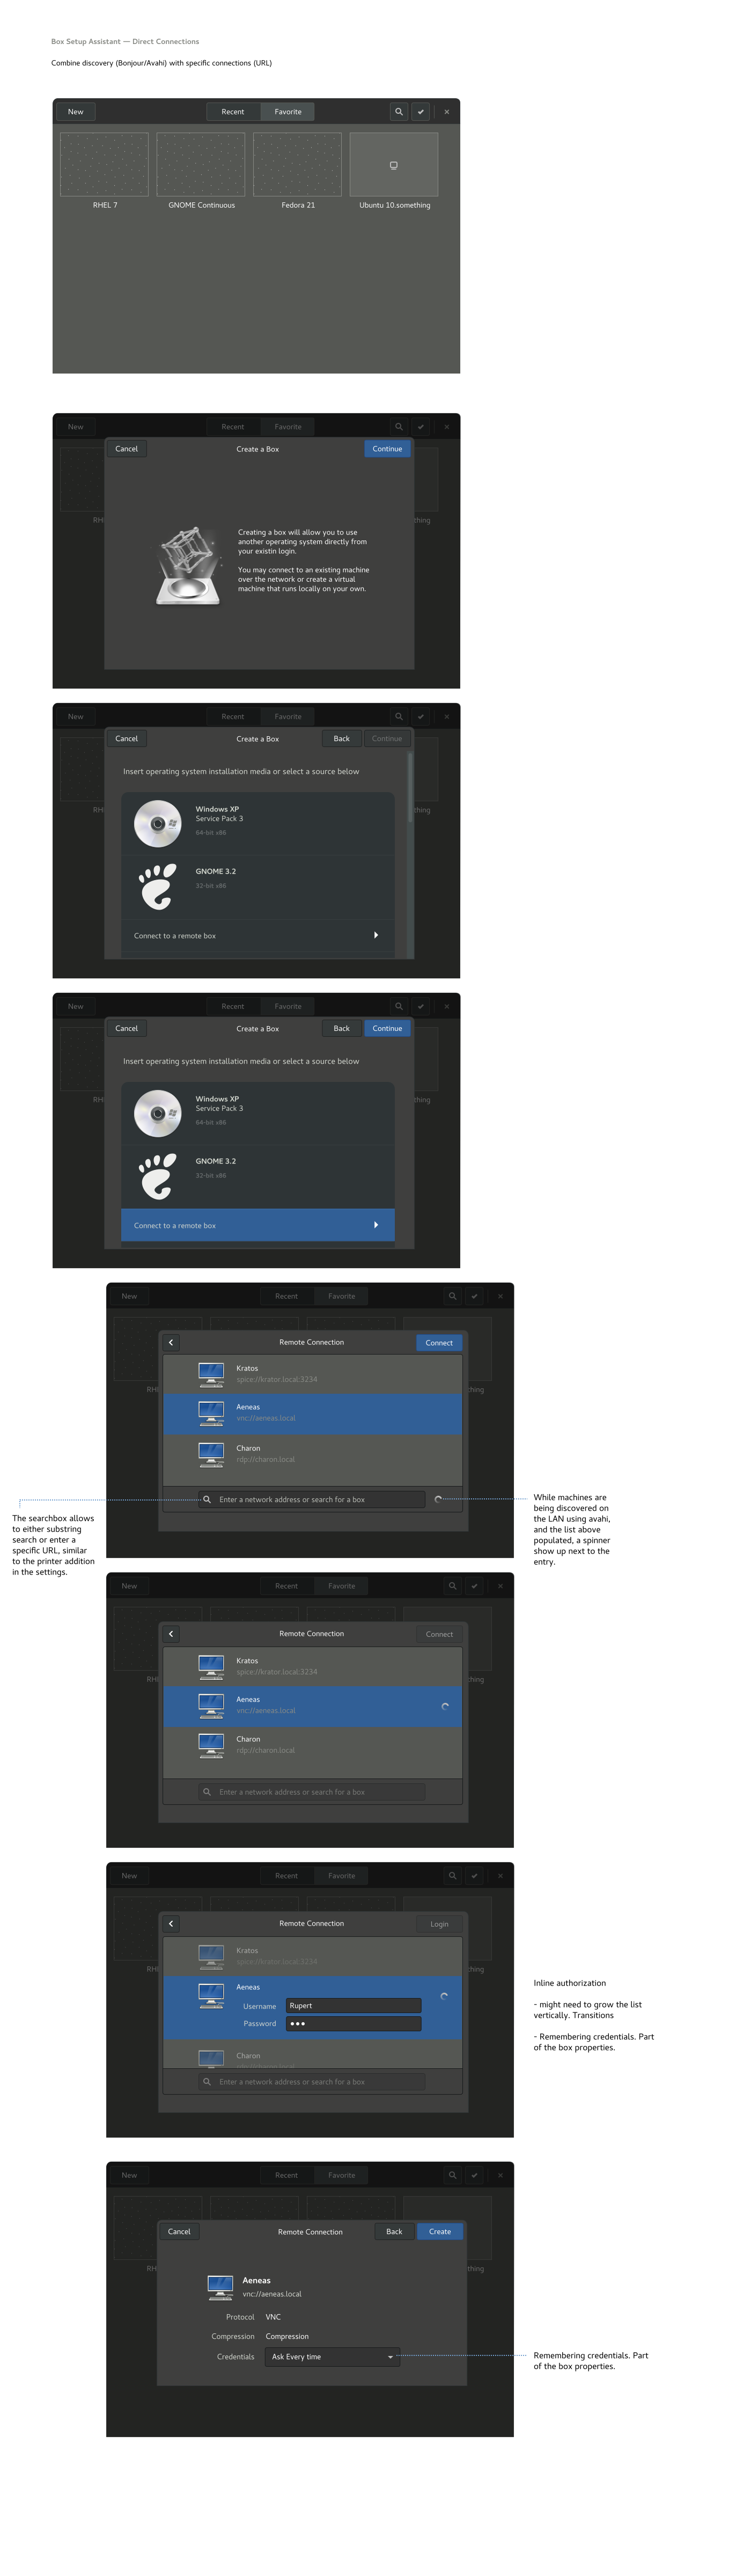 Box Setup Assistant — Direct Connections
Combine discovery (Bonjour/Avahi) with specific connections (URL)
New
Recent
Favorite
RHEL 7
GNOME Continuous
Fedora 21
Ubuntu 10.something
New
Recent
Favorite
Cancel
Create a Box
Continue
RH
thing
Creating a box will allow you to use
another operating system directly from
your existin login.
You may connect to an existing machine
over the network or create a virtual
machine that runs locally on your own.
New
Recent
Favorite
Cancel
Create a Box
Back
Continue
RH
thing
Insert operating system installation media or select a source below
Windows XP
Service Pack 3
64-bit x86
GNOME 3.2
32-bit x86
Connect to a remote box
New
Recent
Favorite
Cancel
Create a Box
Back
Continue
RH
thing
Insert operating system installation media or select a source below
Windows XP
Service Pack 3
64-bit x86
GNOME 3.2
32-bit x86
Connect to a remote box
New
Recent
Favorite
Remote Connection
Connect
Kratos
spice://krator.local:3234
RH
thing
Aeneas
vnc://aeneas.local
Charon
rdp://charon.local
Enter a network address or search for a box
The searchbox allows
to either substring
search or enter a
specific URL, similar
to the printer addition
in the settings.
While machines are
being discovered on
the LAN using avahi,
and the list above
populated, a spinner
show up next to the
entry.
New
Recent
Favorite
Remote Connection
Connect
Kratos
spice://krator.local:3234
RH
thing
Aeneas
vnc://aeneas.local
Charon
rdp://charon.local
Enter a network address or search for a box
New
Recent
Favorite
Remote Connection
Login
Kratos
spice://krator.local:3234
RH
thing
Aeneas
Username
Rupert
Password
Charon
rdp://charon.local
Enter a network address or search for a box
Inline authorization
- might need to grow the list
vertically. Transitions
- Remembering credentials. Part
of the box properties.
New
Recent
Favorite
Cancel
Remote Connection
Back
Create
RH
thing
Aeneas
vnc://aeneas.local
Protocol
VNC
Compression
Compression
Credentials
Ask Every time
Remembering credentials. Part
of the box properties.